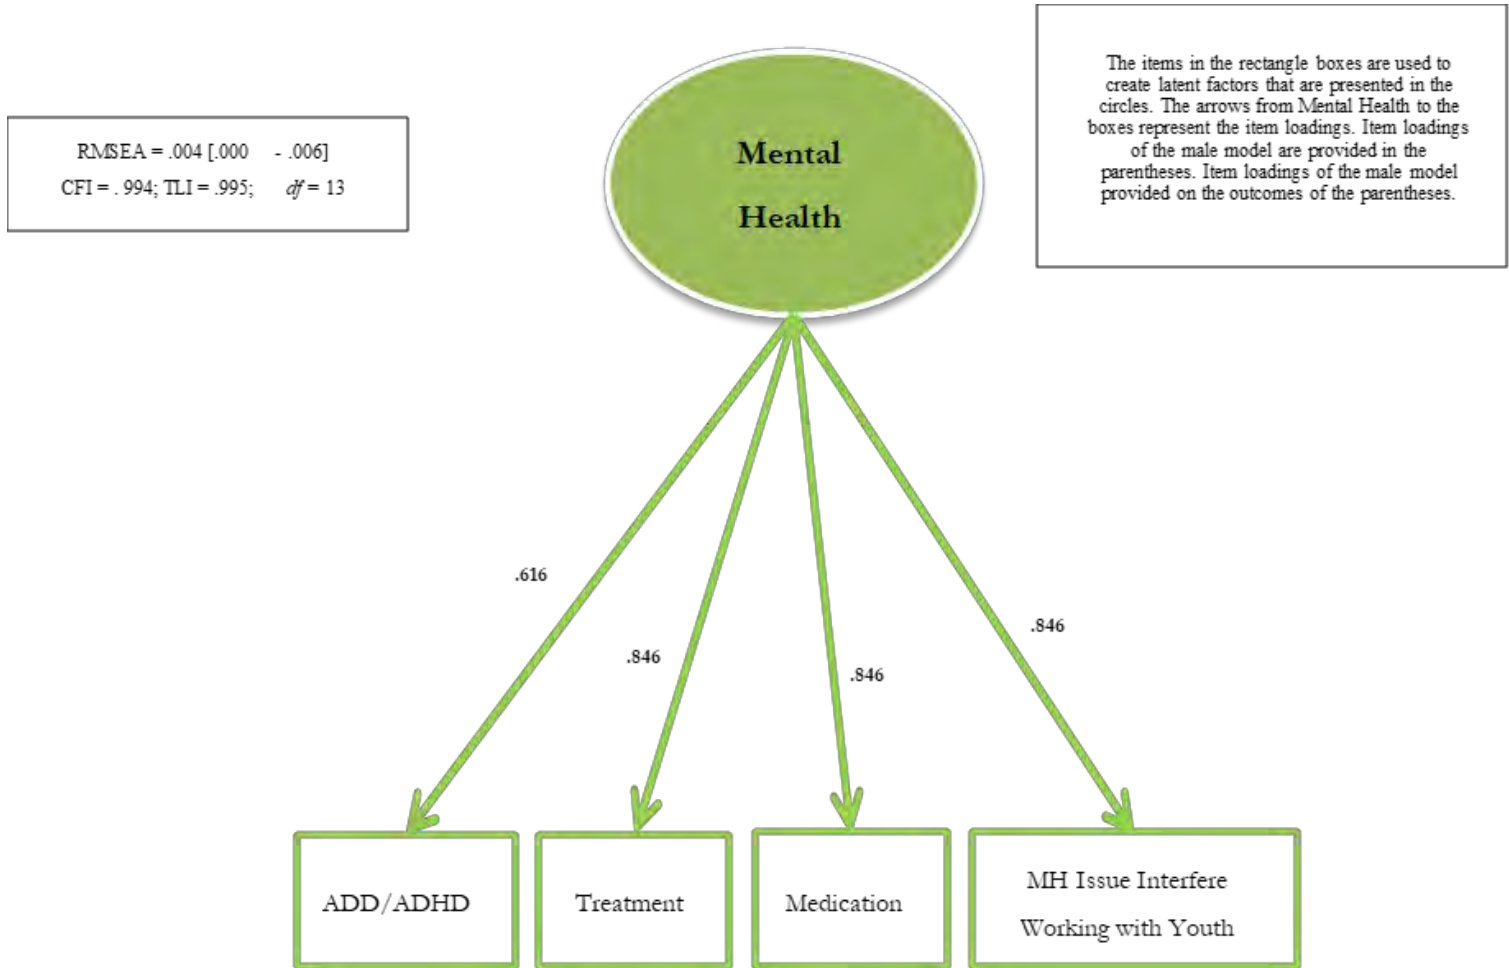 RMSEA = .004 [.000 - .006]
CFI = . 994; TLI = .995; df = 13
Mental
Health
The items in the rectangle boxes are used to
create latent factors that are presented in the
circles. The arrows from Mental Health to the
boxes represent the item loadings. Item loadings
of the male model are provided in the
parentheses. Item loadings of the male model
provided on the outcomes of the parentheses.
.616
.846
.846
.846
ADD/ADHD
Treatment
Medication
MH Issue Interfere
Working with Youth